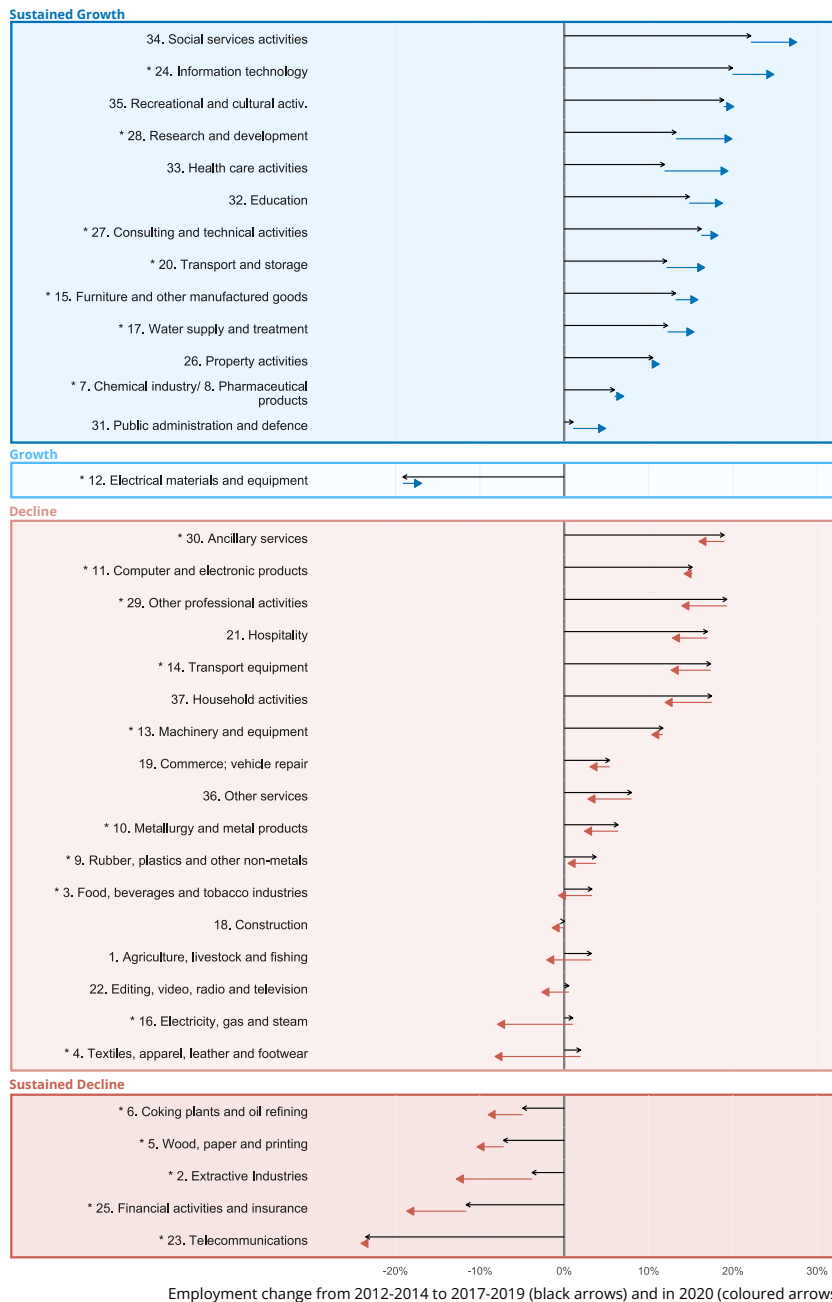 Sustained Growth
34. Social services activities
* 24. Information technology
35. Recreational and cultural activ.
* 28. Research and development
33. Health care activities
32. Education
* 27. Consulting and technical activities
* 20. Transport and storage
* 15. Furniture and other manufactured goods
* 17. Water supply and treatment
26. Property activities
* 7. Chemical industry/ 8. Pharmaceutical
products
31. Public administration and defence
Growth
* 12. Electrical materials and equipment
Decline
* 30. Ancillary services
* 11. Computer and electronic products
* 29. Other professional activities
21. Hospitality
* 14. Transport equipment
37. Household activities
* 13. Machinery and equipment
19. Commerce; vehicle repair
36. Other services
* 10. Metallurgy and metal products
* 9. Rubber, plastics and other non-metals
* 3. Food, beverages and tobacco industries
18. Construction
1. Agriculture, livestock and fishing
22. Editing, video, radio and television
* 16. Electricity, gas and steam
* 4. Textiles, apparel, leather and footwear
Sustained Decline
* 6. Coking plants and oil refining
* 5. Wood, paper and printing
* 2. Extractive Industries
* 25. Financial activities and insurance
* 23. Telecommunications
-20% 0% 10% 20% 30%
Employment change from 2012-2014 to 2017-2019 (black arrows) and in 2020 (coloured arrows